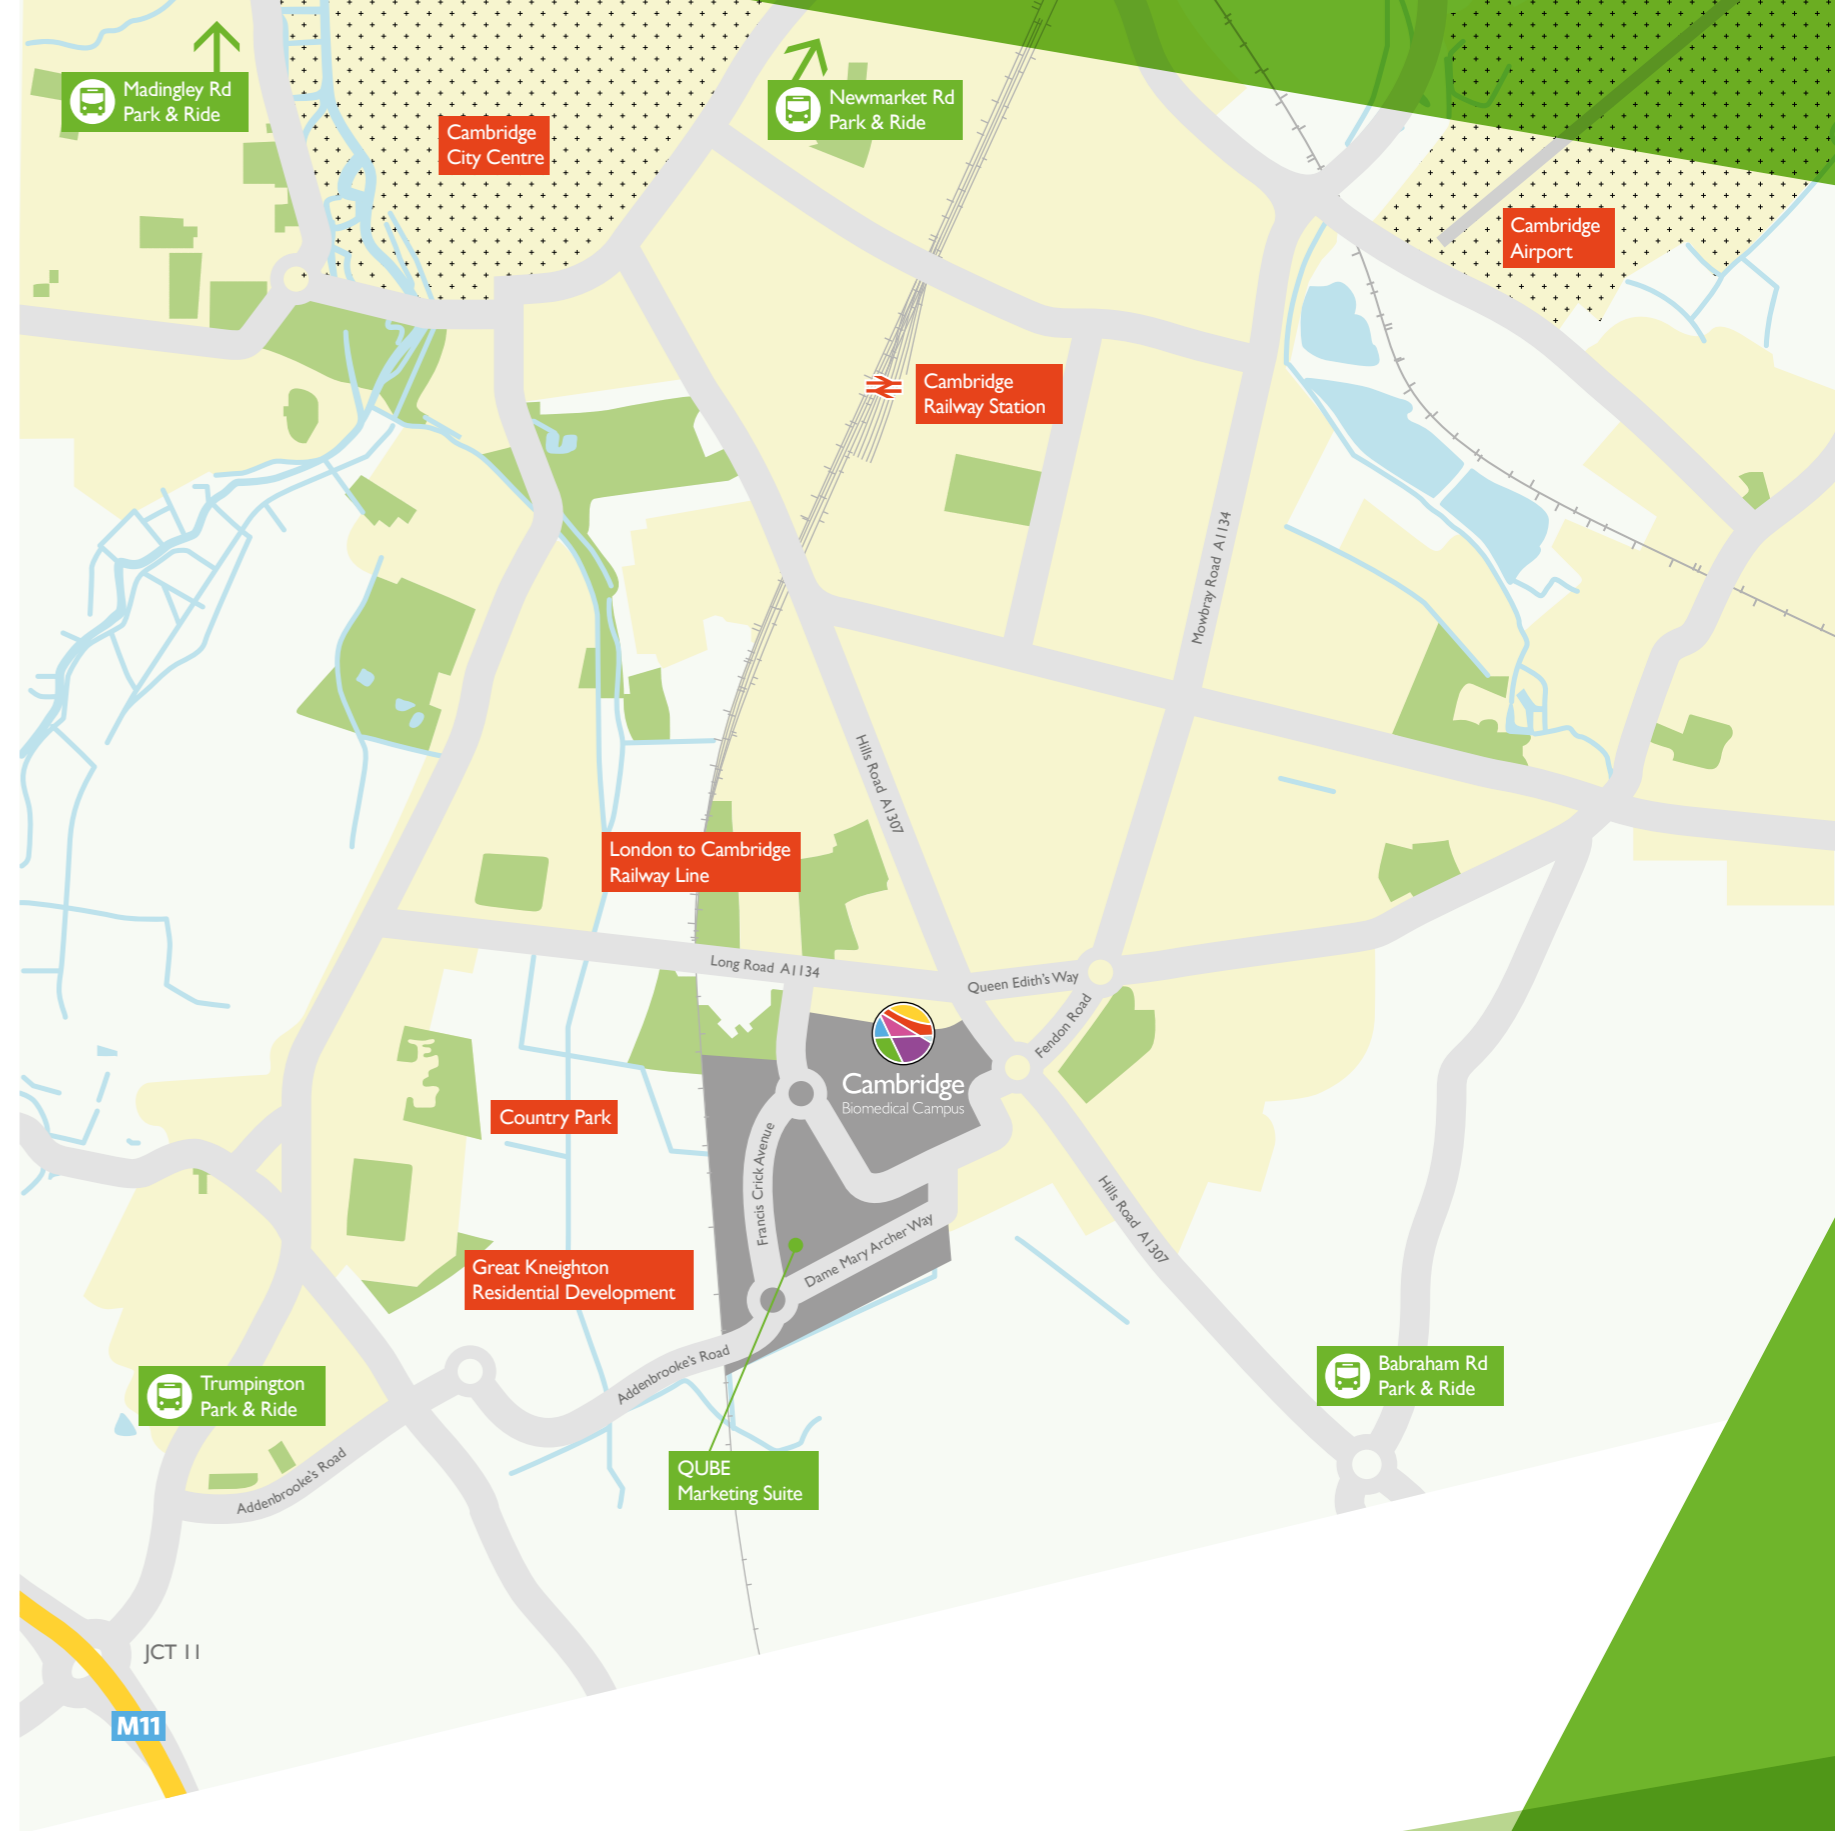 Madingley Rd
Park & Ride
Newmarket Rd
Park & Ride
Cambridge
City Centre
Cambridge
Airport
Cambridge
Railway Station
Mowbray Road A1134
Hills Road A1307
London to Cambridge
Railway Line
Long Road A1134
Queen Edith's Way
Fendon Road
Cambridge
Biomedical Campus
Country Park
Francis Crick Avenue
Dame Mary Archer Way
Hills Road A1307
Great Kneighton
Residential Development
Addenbrooke's Road
Trumpington
Park & Ride
Babraham Rd
Park & Ride
Addenbrooke's Road
QUBE
Marketing Suite
JCT 11
M11